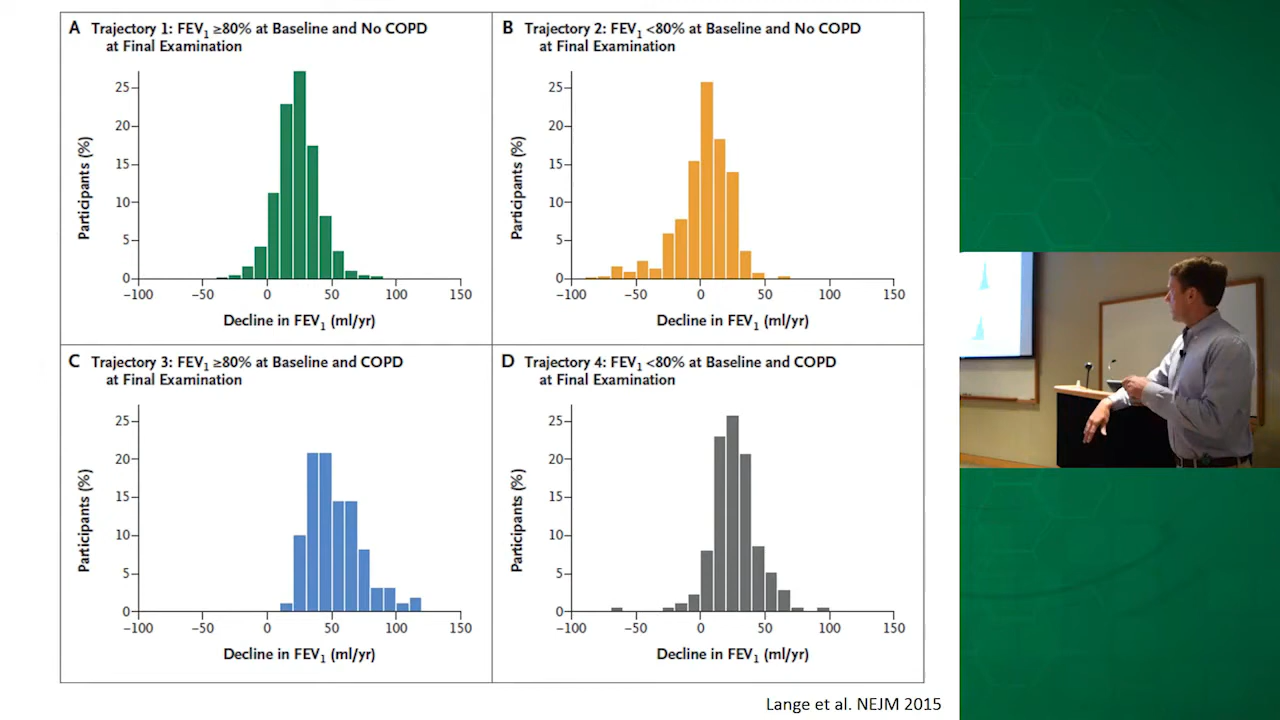 A Trajectory 1: FEV₁ ≥80% at Baseline and No COPD
at Final Examination
Participants (%)
25
20
15
10
5
0
−100 −50 0 50 100 150
Decline in FEV₁ (ml/yr)
B Trajectory 2: FEV₁ <80% at Baseline and No COPD
at Final Examination
Participants (%)
25
20
15
10
5
0
−100 −50 0 50 100 150
Decline in FEV₁ (ml/yr)
C Trajectory 3: FEV₁ ≥80% at Baseline and COPD
at Final Examination
Participants (%)
25
20
15
10
5
0
−100 −50 0 50 100 150
Decline in FEV₁ (ml/yr)
D Trajectory 4: FEV₁ <80% at Baseline and COPD
at Final Examination
Participants (%)
25
20
15
10
5
0
−100 −50 0 50 100 150
Decline in FEV₁ (ml/yr)
Lange et al. NEJM 2015